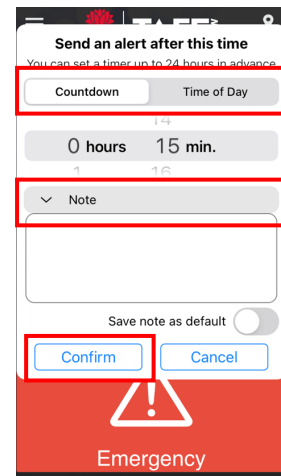 TAFE
Send an alert after this time
You can set a timer up to 24 hours in advance
Countdown Time of Day
14
0 hours 15 min.
1 16
Note
Save note as default
Confirm Cancel
Emergency